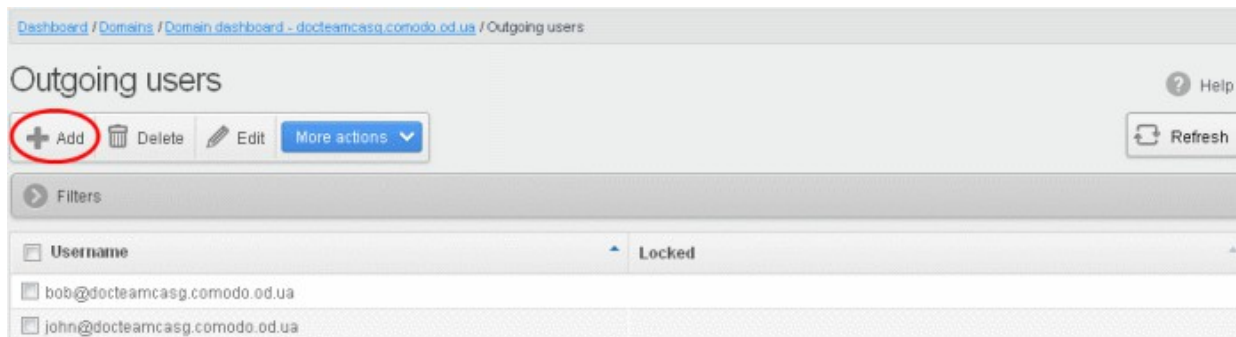 Dashboard / Domains / Domain dashboard - docteamcasg.comodo.od.ua / Outgoing users
Outgoing users
Help
Add Delete Edit More actions
Refresh
Filters
Username Locked
bob@docteamcasg.comodo.od.ua
john@docteamcasg.comodo.od.ua